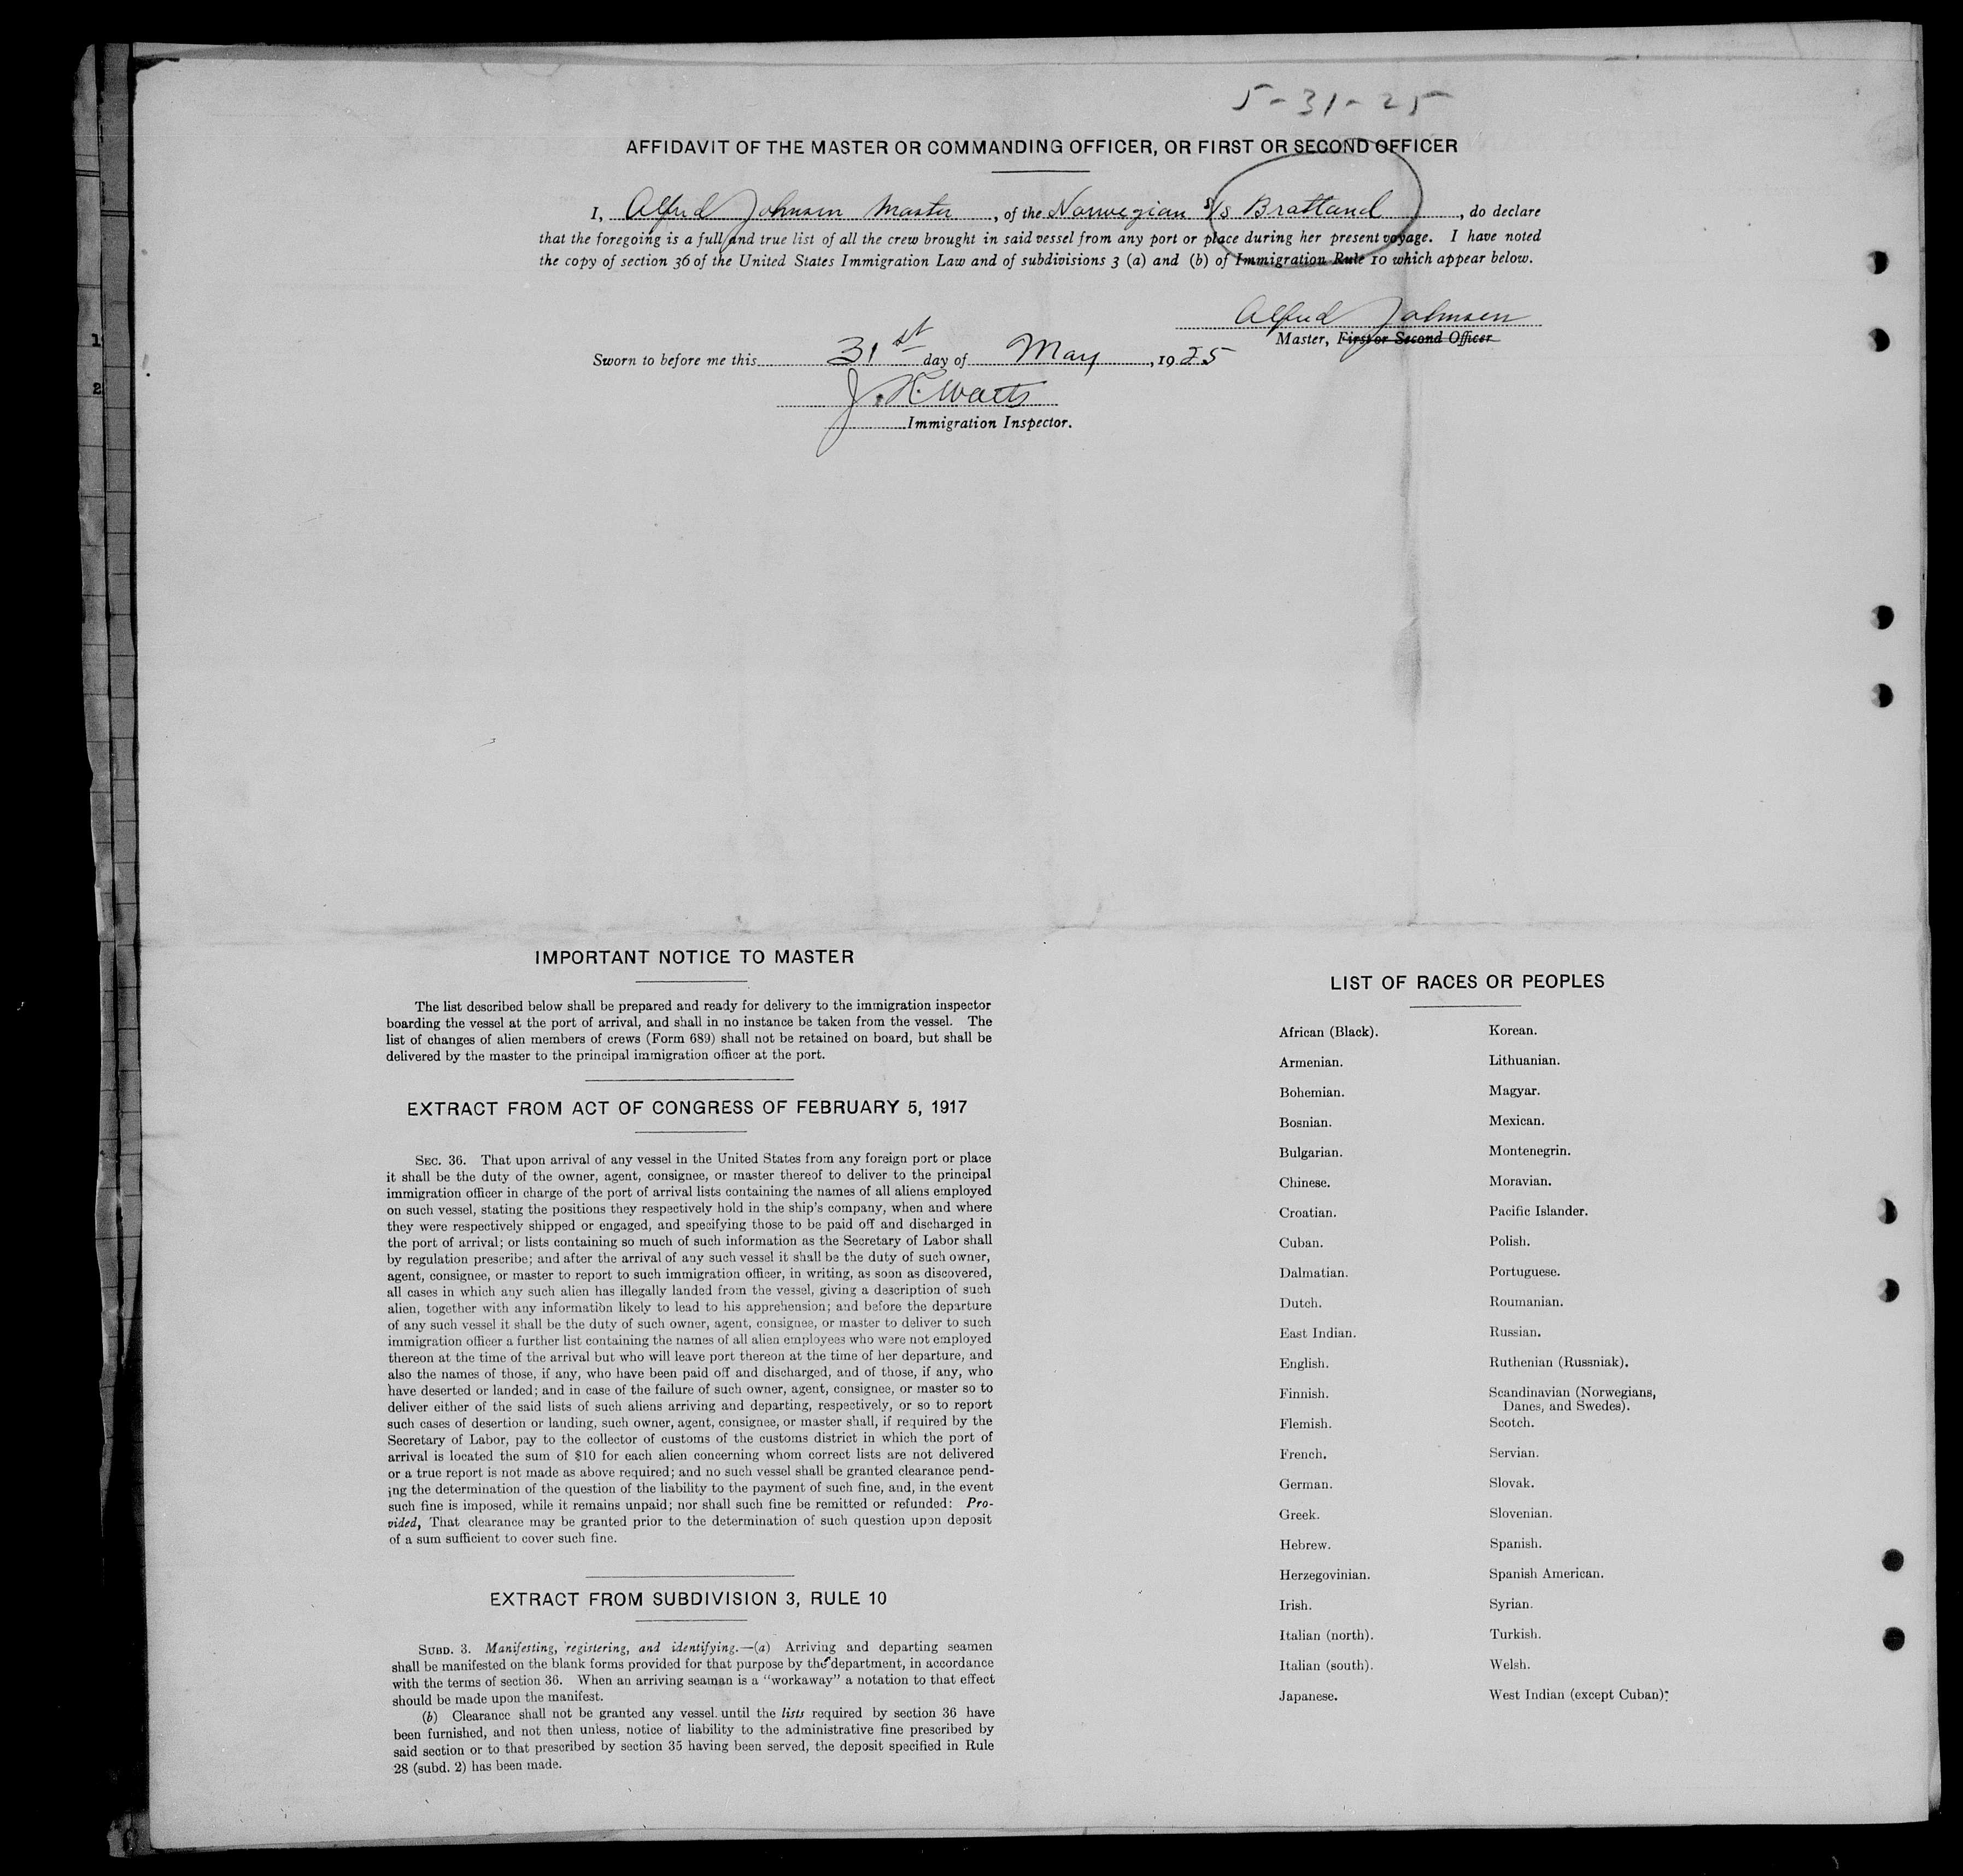 5-31-25
AFFIDAVIT OF THE MASTER OR COMMANDING OFFICER, OR FIRST OR SECOND OFFICER
I, Alfred Johnsen Master, of the Norwegian S/S Brattand, do declare
that the foregoing is a full and true list of all the crew brought in said vessel from any port or place during her present voyage. I have noted
the copy of section 36 of the United States Immigration Law and of subdivisions 3 (a) and (b) of Immigration Rule 10 which appear below.
Alfred Johnsen
Master, First or Second Officer
Sworn to before me this 31st day of May, 1925
J. Watts
Immigration Inspector.
1
2
IMPORTANT NOTICE TO MASTER
The list described below shall be prepared and ready for delivery to the immigration inspector
boarding the vessel at the port of arrival, and shall in no instance be taken from the vessel. The
list of changes of alien members of crews (Form 689) shall not be retained on board, but shall be
delivered by the master to the principal immigration officer at the port.
EXTRACT FROM ACT OF CONGRESS OF FEBRUARY 5, 1917
SEC. 36. That upon arrival of any vessel in the United States from any foreign port or place
it shall be the duty of the owner, agent, consignee, or master thereof to deliver to the principal
immigration officer in charge of the port of arrival lists containing the names of all aliens employed
on such vessel, stating the positions they respectively hold in the ship's company, when and where
they were respectively shipped or engaged, and specifying those to be paid off and discharged in
the port of arrival; or lists containing so much of such information as the Secretary of Labor shall
by regulation prescribe; and after the arrival of any such vessel it shall be the duty of such owner,
agent, consignee, or master to report to such immigration officer, in writing, as soon as discovered,
all cases in which any such alien has illegally landed from the vessel, giving a description of such
alien, together with any information likely to lead to his apprehension; and before the departure
of any such vessel it shall be the duty of such owner, agent, consignee, or master to deliver to such
immigration officer a further list containing the names of all alien employees who were not employed
thereon at the time of the arrival but who will leave port thereon at the time of her departure, and
also the names of those, if any, who have been paid off and discharged, and of those, if any, who
have deserted or landed; and in case of the failure of such owner, agent, consignee, or master so to
deliver either of the said lists of such aliens arriving and departing, respectively, or so to report
such cases of desertion or landing, such owner, agent, consignee, or master shall, if required by the
Secretary of Labor, pay to the collector of customs of the customs district in which the port of
arrival is located the sum of $10 for each alien concerning whom correct lists are not delivered
or a true report is not made as above required; and no such vessel shall be granted clearance pend-
ing the determination of the question of the liability to the payment of such fine, and, in the event
such fine is imposed, while it remains unpaid; nor shall such fine be remitted or refunded: Pro-
vided, That clearance may be granted prior to the determination of such question upon deposit
of a sum sufficient to cover such fine.
EXTRACT FROM SUBDIVISION 3, RULE 10
SUBD. 3. Manifesting, registering, and identifying.—(a) Arriving and departing seamen
shall be manifested on the blank forms provided for that purpose by the department, in accordance
with the terms of section 36. When an arriving seaman is a "workaway" a notation to that effect
should be made upon the manifest.
(b) Clearance shall not be granted any vessel until the lists required by section 36 have
been furnished, and not then unless, notice of liability to the administrative fine prescribed by
said section or to that prescribed by section 35 having been served, the deposit specified in Rule
28 (subd. 2) has been made.
LIST OF RACES OR PEOPLES
African (Black).
Armenian.
Bohemian.
Bosnian.
Bulgarian.
Chinese.
Croatian.
Cuban.
Dalmatian.
Dutch.
East Indian.
English.
Finnish.
Flemish.
French.
German.
Greek.
Hebrew.
Herzegovinian.
Irish.
Italian (north).
Italian (south).
Japanese.
Korean.
Lithuanian.
Magyar.
Mexican.
Montenegrin.
Moravian.
Pacific Islander.
Polish.
Portuguese.
Roumanian.
Russian.
Ruthenian (Russniak).
Scandinavian (Norwegians,
Danes, and Swedes).
Scotch.
Servian.
Slovak.
Slovenian.
Spanish.
Spanish American.
Syrian.
Turkish.
Welsh.
West Indian (except Cuban).